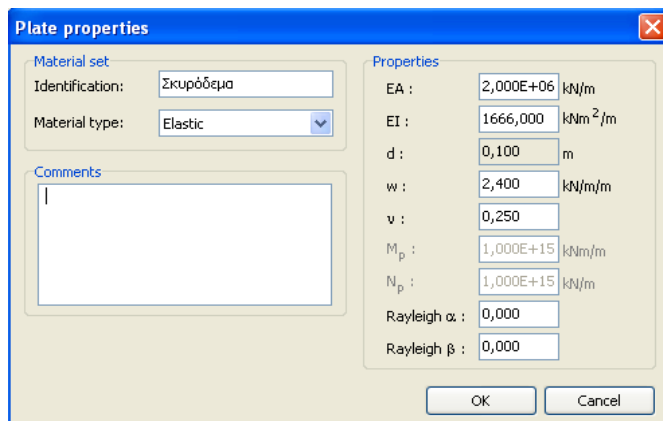 Plate properties
Material set
Identification: Σκυρόδεμα
Material type: Elastic
Comments
Properties
EA : 2,000E+06 kN/m
EI : 1666,000 kNm²/m
d : 0,100 m
w : 2,400 kN/m/m
ν : 0,250
Mp : 1,000E+15 kNm/m
Np : 1,000E+15 kN/m
Rayleigh α : 0,000
Rayleigh β : 0,000
OK Cancel